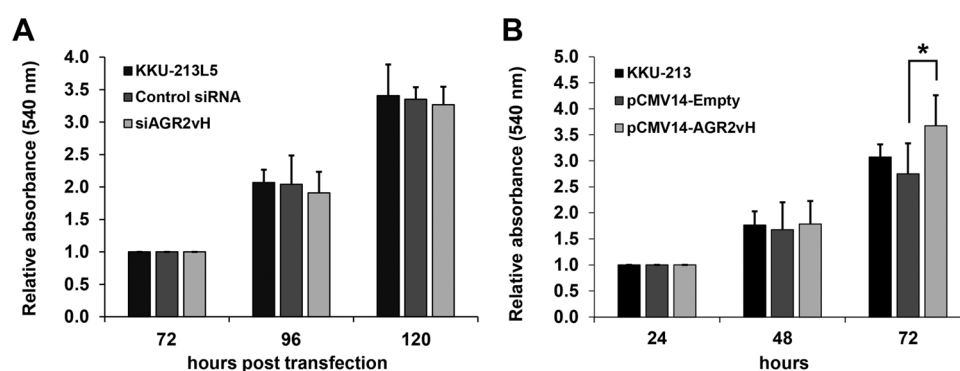 A
Relative absorbance (540 nm)
4.0
3.5
3.0
2.5
2.0
1.5
1.0
0.5
0.0
KKU-213L5
Control siRNA
siAGR2vH
72 96 120
hours post transfection
B
Relative absorbance (540 nm)
5.0
4.5
4.0
3.5
3.0
2.5
2.0
1.5
1.0
0.5
0.0
KKU-213
pCMV14-Empty
pCMV14-AGR2vH
*
24 48 72
hours